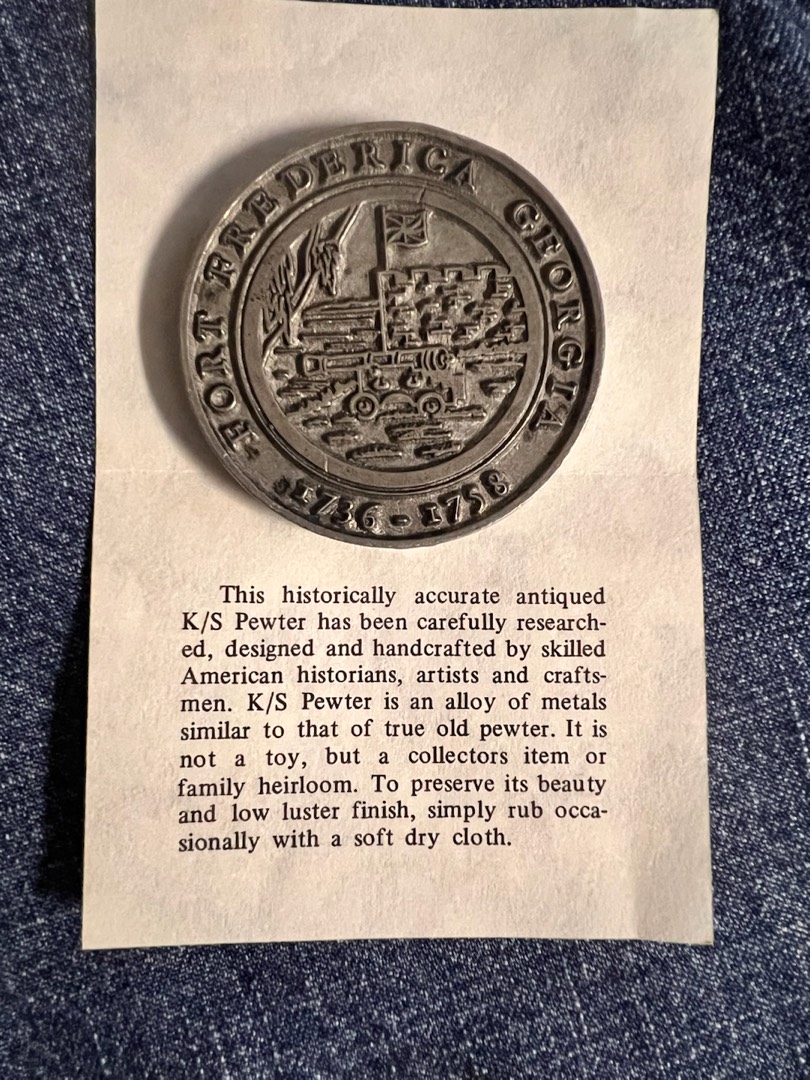 FORT FREDERICA GEORGIA
1736-1758
This historically accurate antiqued
K/S Pewter has been carefully research-
ed, designed and handcrafted by skilled
American historians, artists and crafts-
men. K/S Pewter is an alloy of metals
similar to that of true old pewter. It is
not a toy, but a collectors item or
family heirloom. To preserve its beauty
and low luster finish, simply rub occa-
sionally with a soft dry cloth.